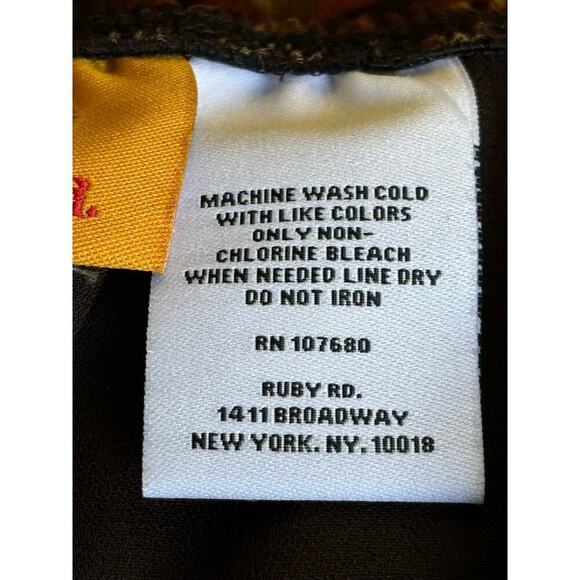 MACHINE WASH COLD
WITH LIKE COLORS
ONLY NON-
CHLORINE BLEACH
WHEN NEEDED LINE DRY
DO NOT IRON
RN 107680
RUBY RD.
1411 BROADWAY
NEW YORK. NY. 10018